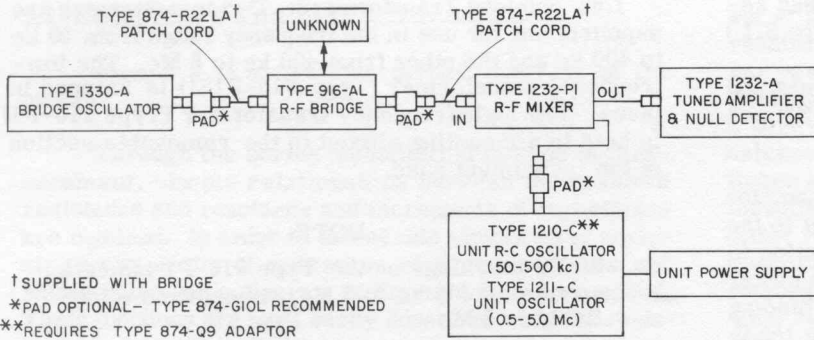 TYPE 874-R22LA†
PATCH CORD
UNKNOWN
TYPE 874-R22LA†
PATCH CORD
TYPE 1330-A
BRIDGE OSCILLATOR
PAD*
TYPE 916-AL
R-F BRIDGE
PAD*
IN
TYPE 1232-P1
R-F MIXER
OUT
TYPE 1232-A
TUNED AMPLIFIER
& NULL DETECTOR
PAD*
TYPE 1210-C**
UNIT R-C OSCILLATOR
(50-500 kc)
TYPE 1211-C
UNIT OSCILLATOR
(0.5-5.0 Mc)
UNIT POWER SUPPLY
†SUPPLIED WITH BRIDGE
*PAD OPTIONAL - TYPE 874-G10L RECOMMENDED
**REQUIRES TYPE 874-Q9 ADAPTOR